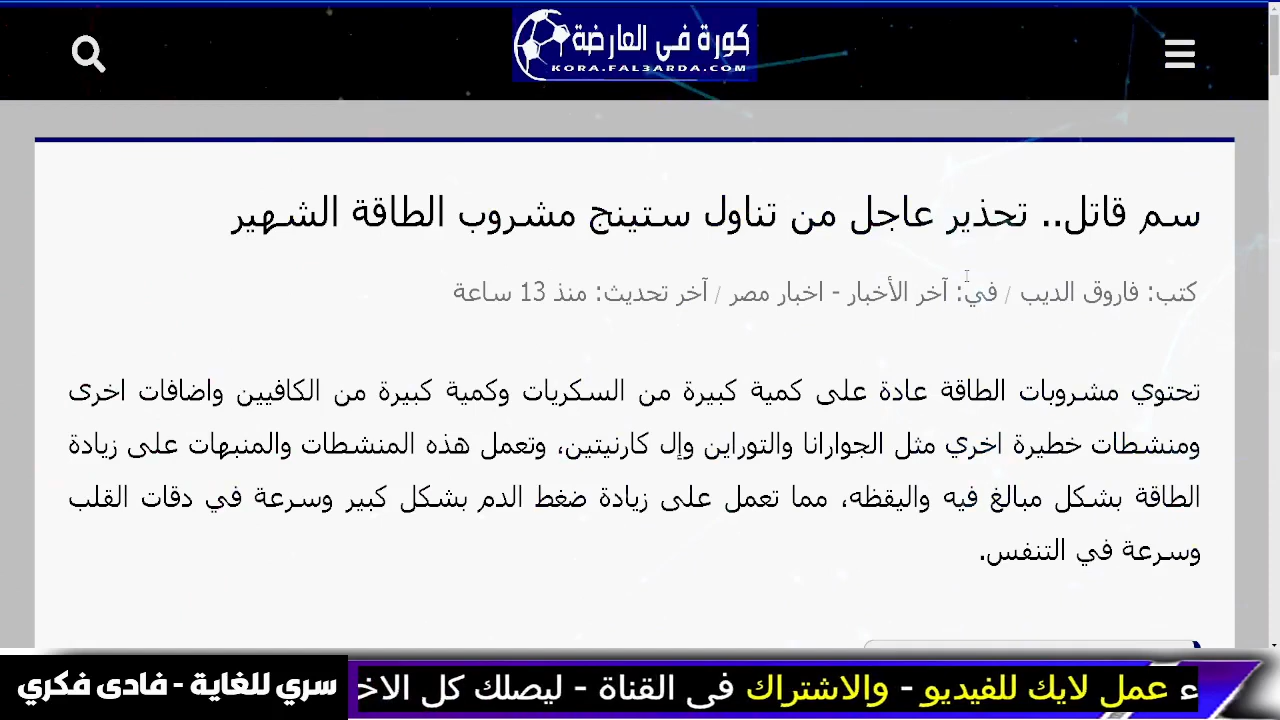 كورة فى العارضة
KORA.FAL3ARDA.COM
سم قاتل.. تحذير عاجل من تناول ستينج مشروب الطاقة الشهير
كتب: فاروق الديب / في: آخر الأخبار - اخبار مصر / آخر تحديث: منذ 13 ساعة
تحتوي مشروبات الطاقة عادة على كمية كبيرة من السكريات وكمية كبيرة من الكافيين واضافات اخرى
ومنشطات خطيرة اخري مثل الجوارانا والتوراين وإل كارنيتين، وتعمل هذه المنشطات والمنبهات على زيادة
الطاقة بشكل مبالغ فيه واليقظه، مما تعمل على زيادة ضغط الدم بشكل كبير وسرعة في دقات القلب
وسرعة في التنفس.
ء عمل لايك للفيديو - والاشتراك فى القناة - ليصلك كل الاخ
سري للغاية - فادى فكري